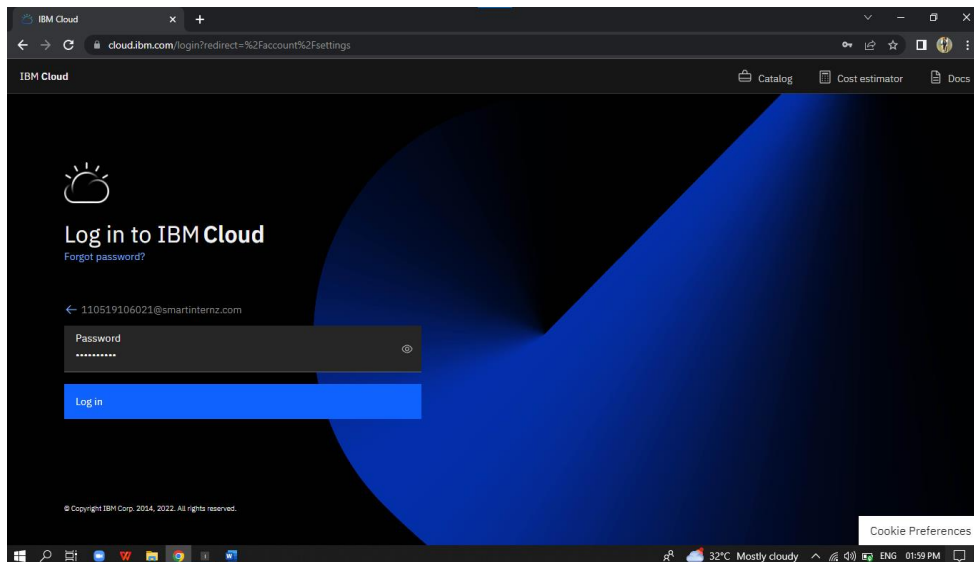 IBM Cloud
cloud.ibm.com/login?redirect=%2Faccount%2Fsettings
IBM Cloud
Catalog
Cost estimator
Docs
Log in to IBM Cloud
Forgot password?
← 110519106021@smartinternz.com
Password
••••••••••
Log in
© Copyright IBM Corp. 2014, 2022. All rights reserved.
Cookie Preferences
32°C Mostly cloudy
ENG
01:59 PM